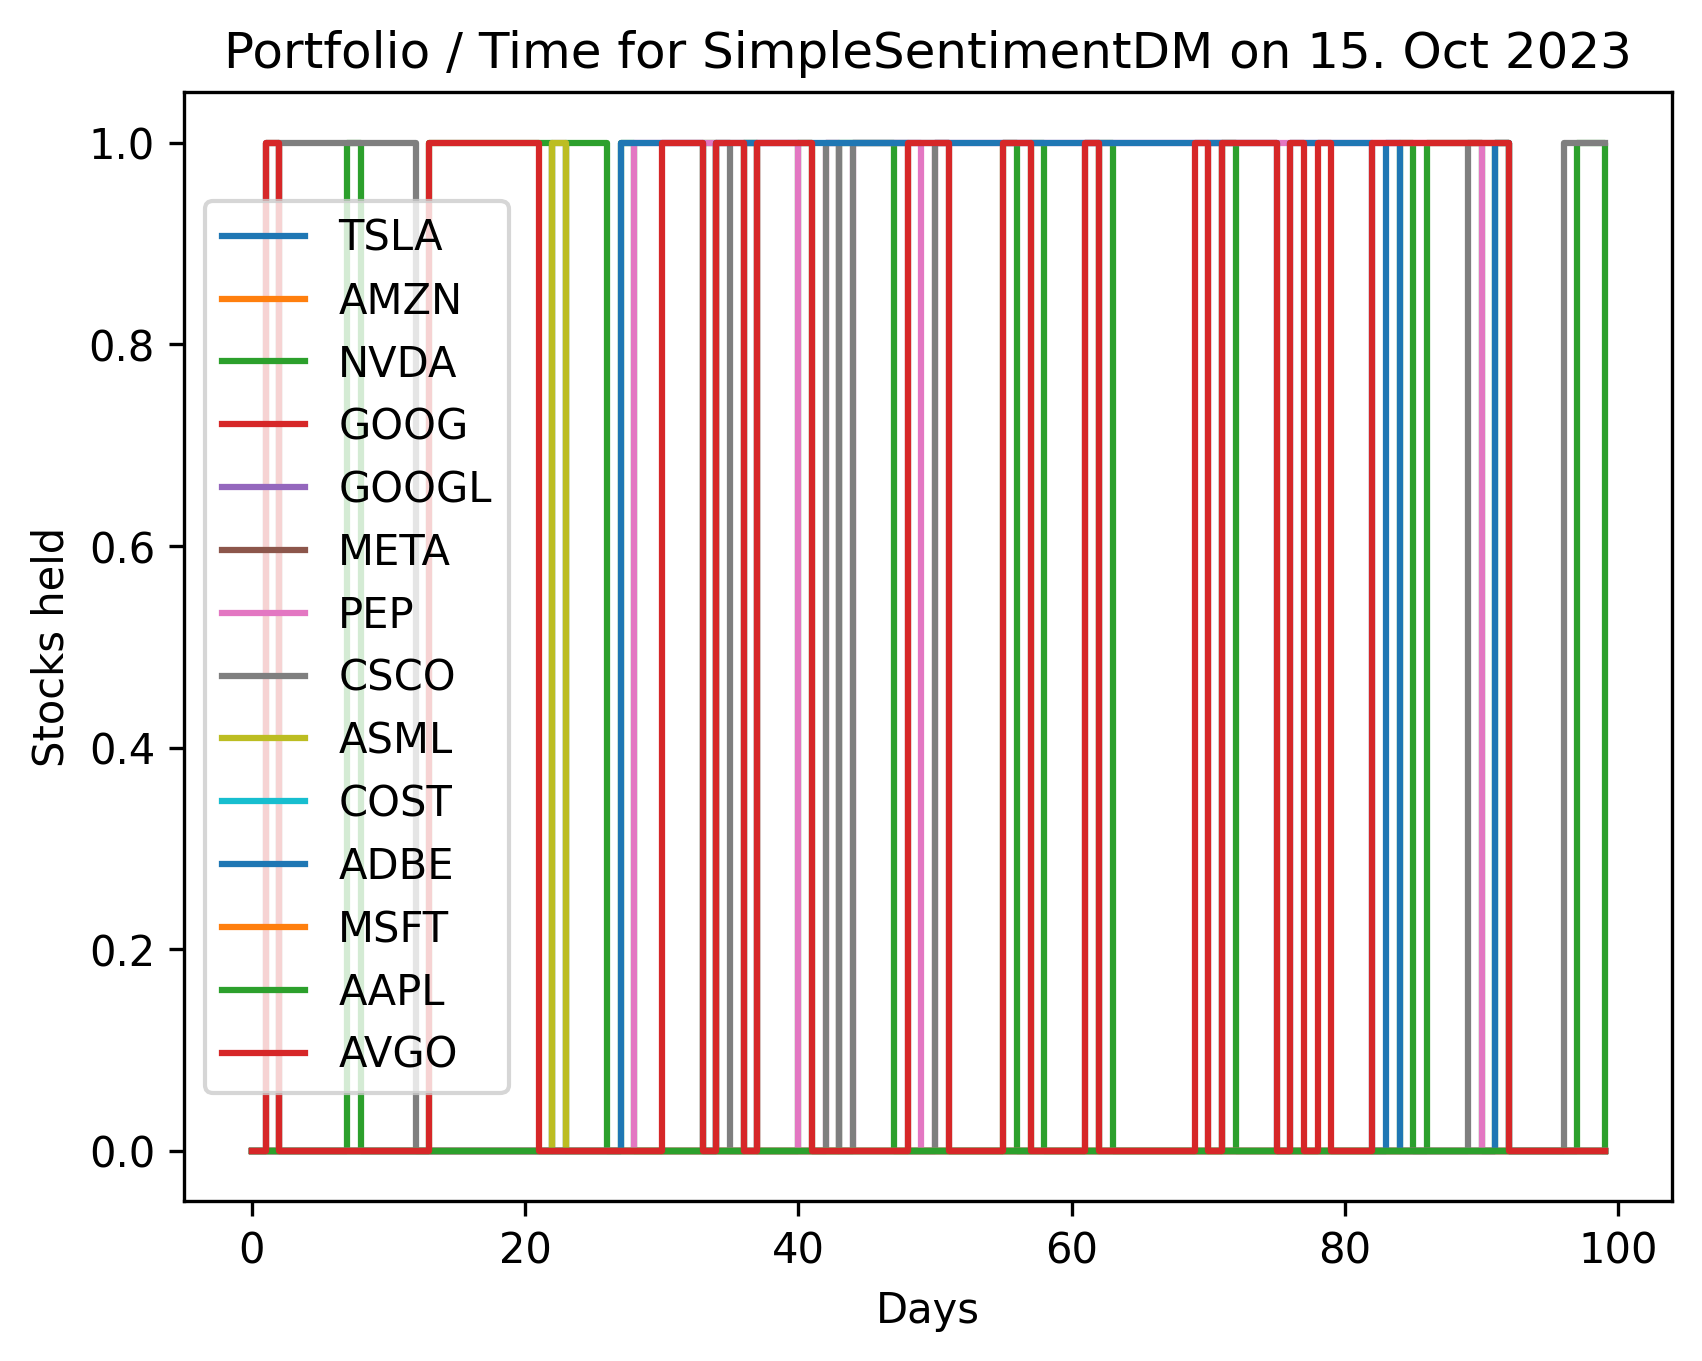 Portfolio / Time for SimpleSentimentDM on 15. Oct 2023
1.0
0.8
0.6
0.4
0.2
0.0
Stocks held
TSLA
AMZN
NVDA
GOOG
GOOGL
META
PEP
CSCO
ASML
COST
ADBE
MSFT
AAPL
AVGO
0 20 40 60 80 100
Days